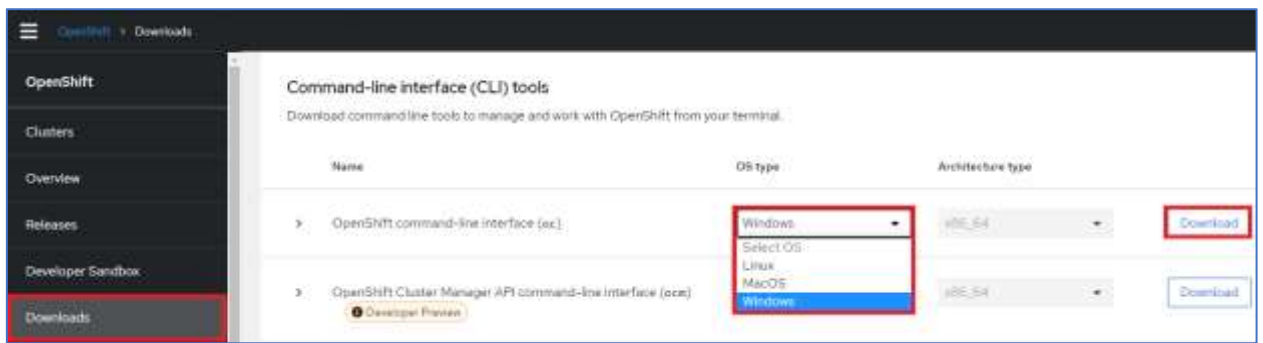 OpenShift > Downloads
OpenShift
Clusters
Overview
Releases
Developer Sandbox
Downloads
Command-line interface (CLI) tools
Download command line tools to manage and work with OpenShift from your terminal.
Name OS type Architecture type
> OpenShift command-line interface (oc) Windows x86_64 Download
Select OS
Linux
MacOS
Windows
> OpenShift Cluster Manager API command-line interface (ocm) x86_64 Download
Developer Preview